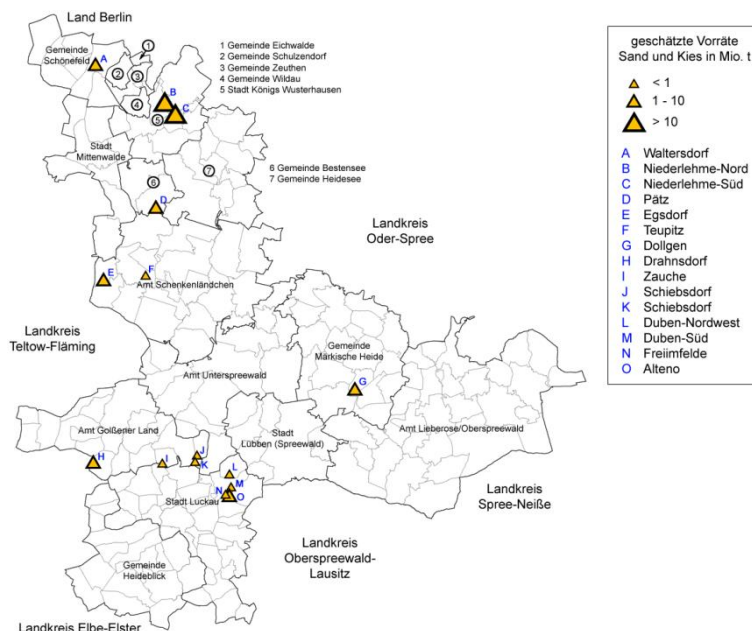 Land Berlin
Gemeinde
Schönefeld
A
1
2
3
4
5
B
C
1 Gemeinde Eichwalde
2 Gemeinde Schulzendorf
3 Gemeinde Zeuthen
4 Gemeinde Wildau
5 Stadt Königs Wusterhausen
Stadt
Mittenwalde
6
7
6 Gemeinde Bestensee
7 Gemeinde Heidesee
D
Landkreis
Oder-Spree
E
F
Amt Schenkenländchen
Landkreis
Teltow-Fläming
Gemeinde
Märkische Heide
Amt Unterspreewald
G
Amt Golßener Land
Stadt
Lübben (Spreewald)
Amt Lieberose/Oberspreewald
H
I
J
K
L
M
N
O
Stadt Luckau
Landkreis
Spree-Neiße
Landkreis
Oberspreewald-
Lausitz
Gemeinde
Heideblick
Landkreis Elbe-Elster
geschätzte Vorräte
Sand und Kies in Mio. t
< 1
1 - 10
> 10
A Waltersdorf
B Niederlehme-Nord
C Niederlehme-Süd
D Pätz
E Egsdorf
F Teupitz
G Dollgen
H Drahnsdorf
I Zauche
J Schiebsdorf
K Schiebsdorf
L Duben-Nordwest
M Duben-Süd
N Freiimfelde
O Alteno